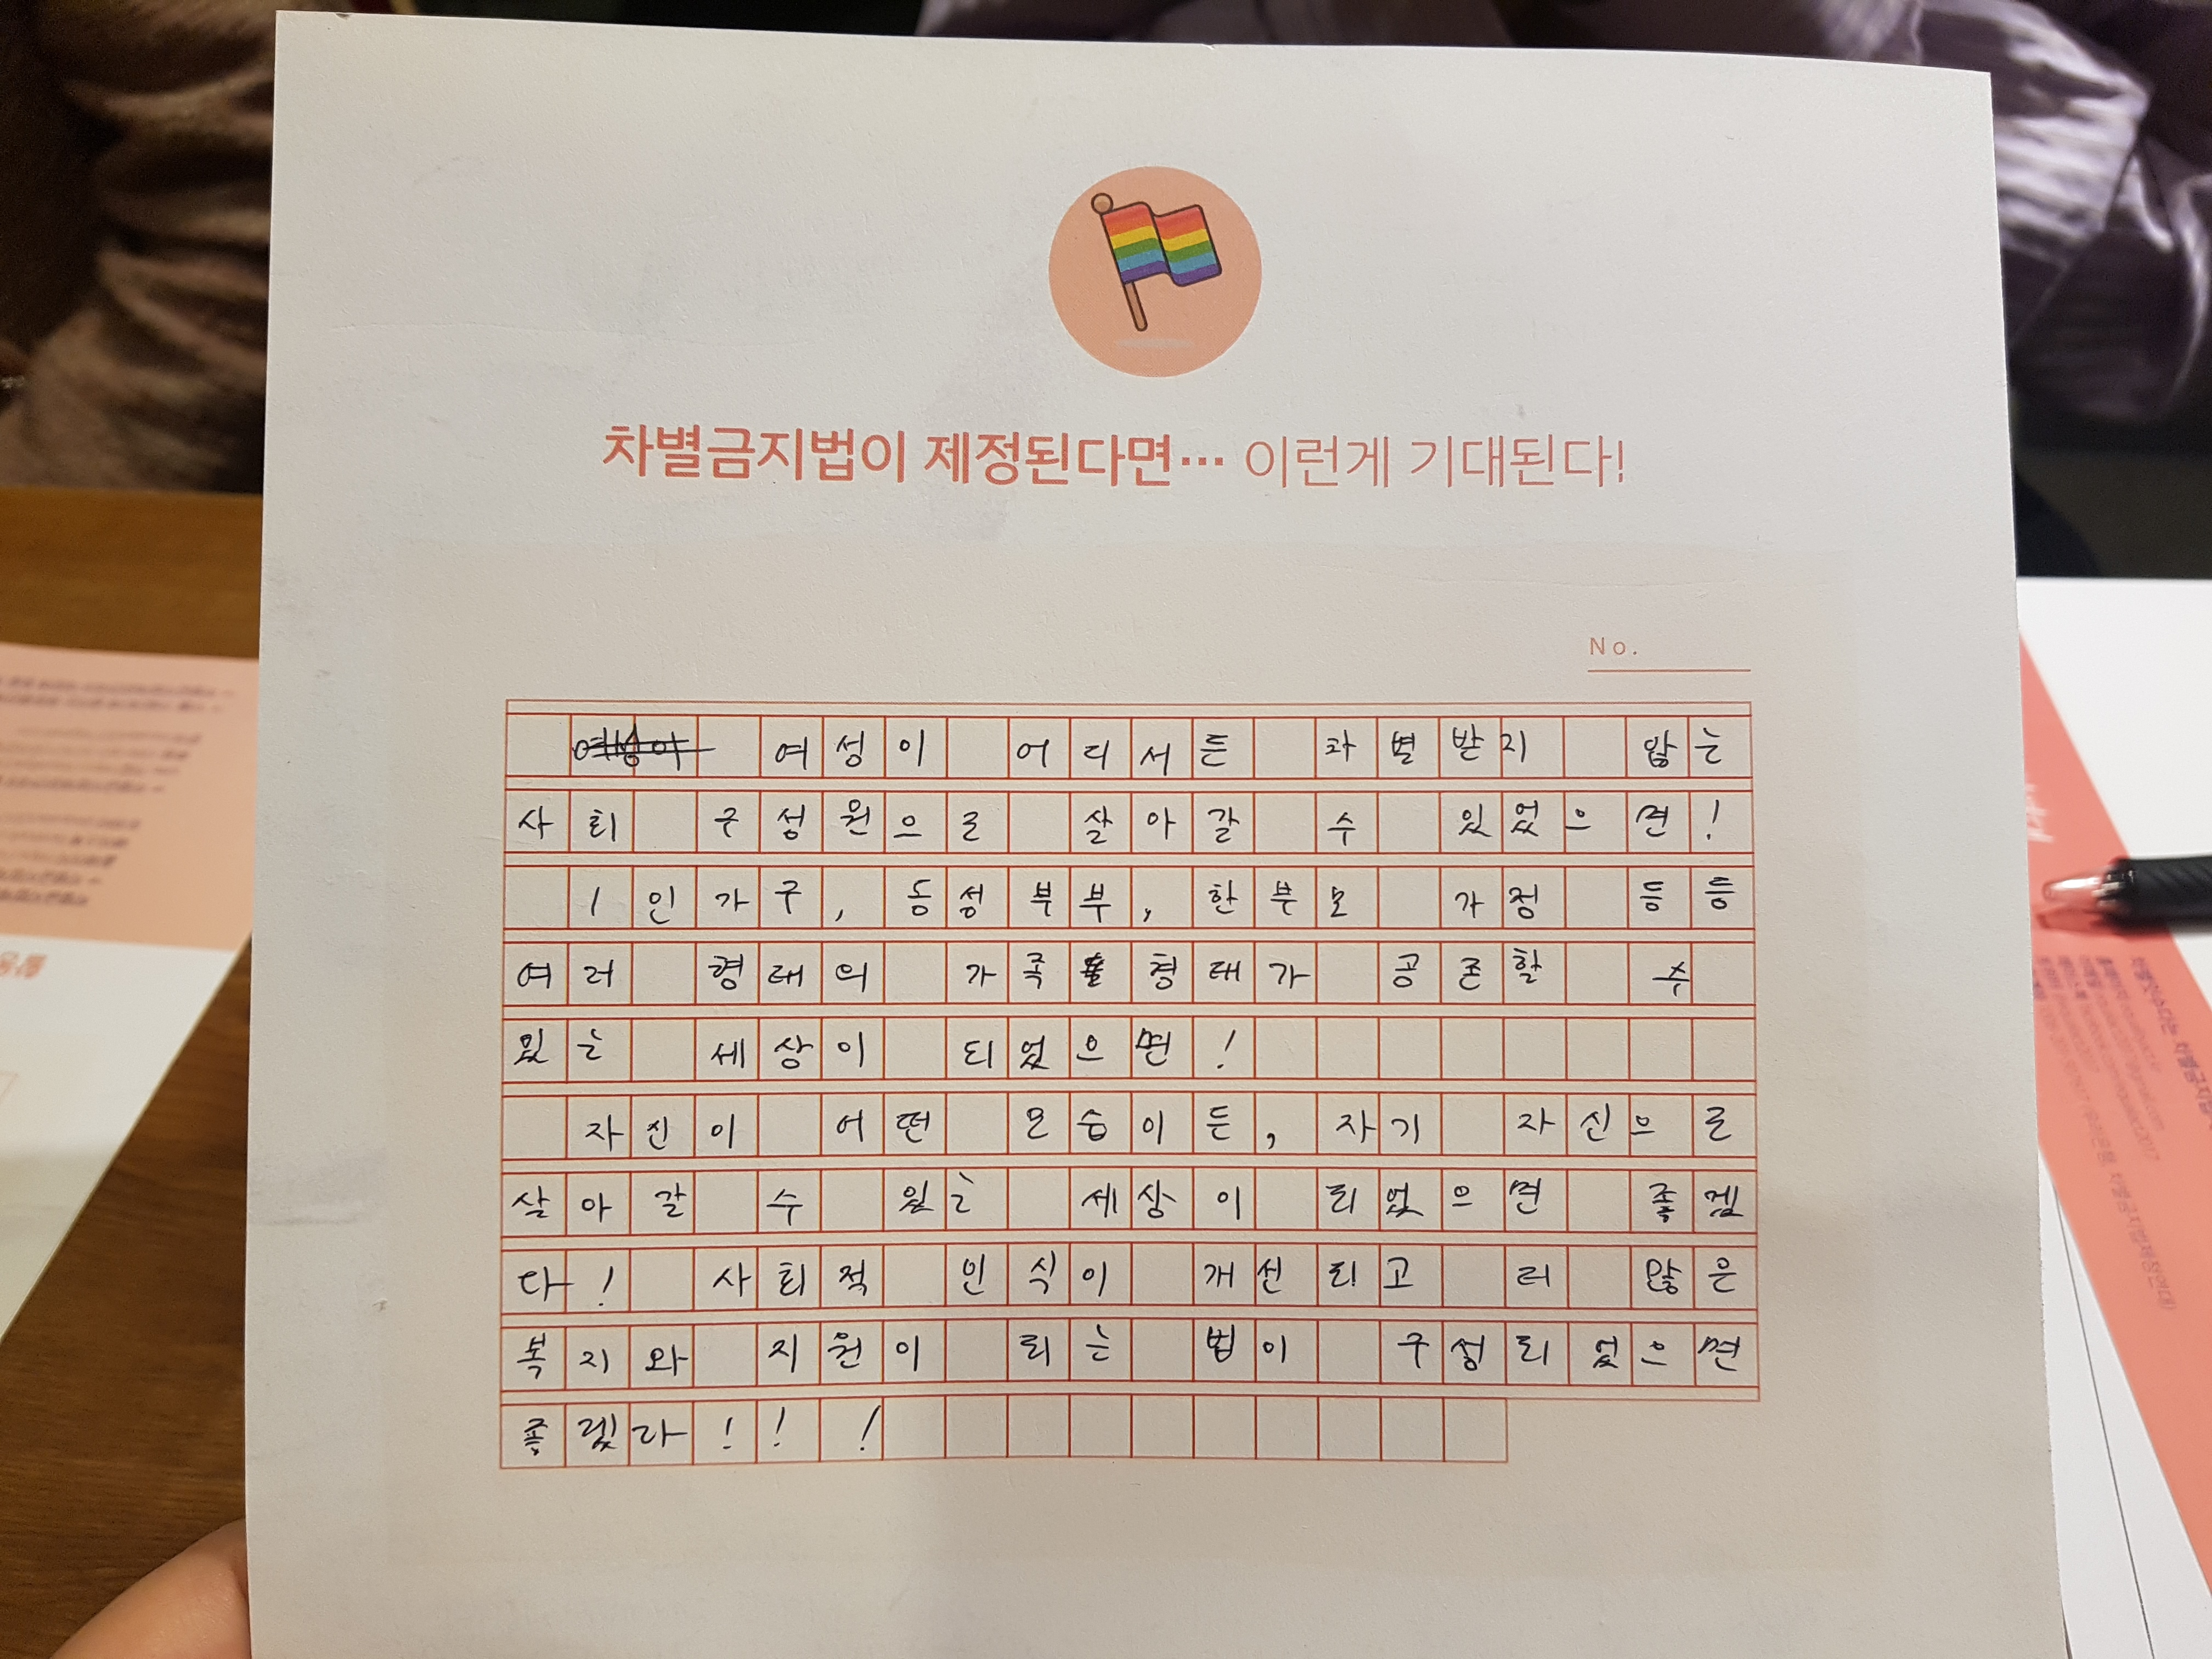 차별금지법이 제정된다면… 이런게 기대된다!
No.
여성이 어디서든 차별받지 않는
사회 구성원으로 살아갈 수 있었으면!
1인가구, 동성부부, 한부모 가정 등등
여러 형태의 가족형태가 공존할 수
있는 세상이 되었으면!
자신이 어떤 모습이든, 자기 자신으로
살아갈 수 있는 세상이 되었으면 좋겠
다! 사회적 인식이 개선되고 더 많은
복지와 지원이 되는 법이 구성되었으면
좋겠다!!!